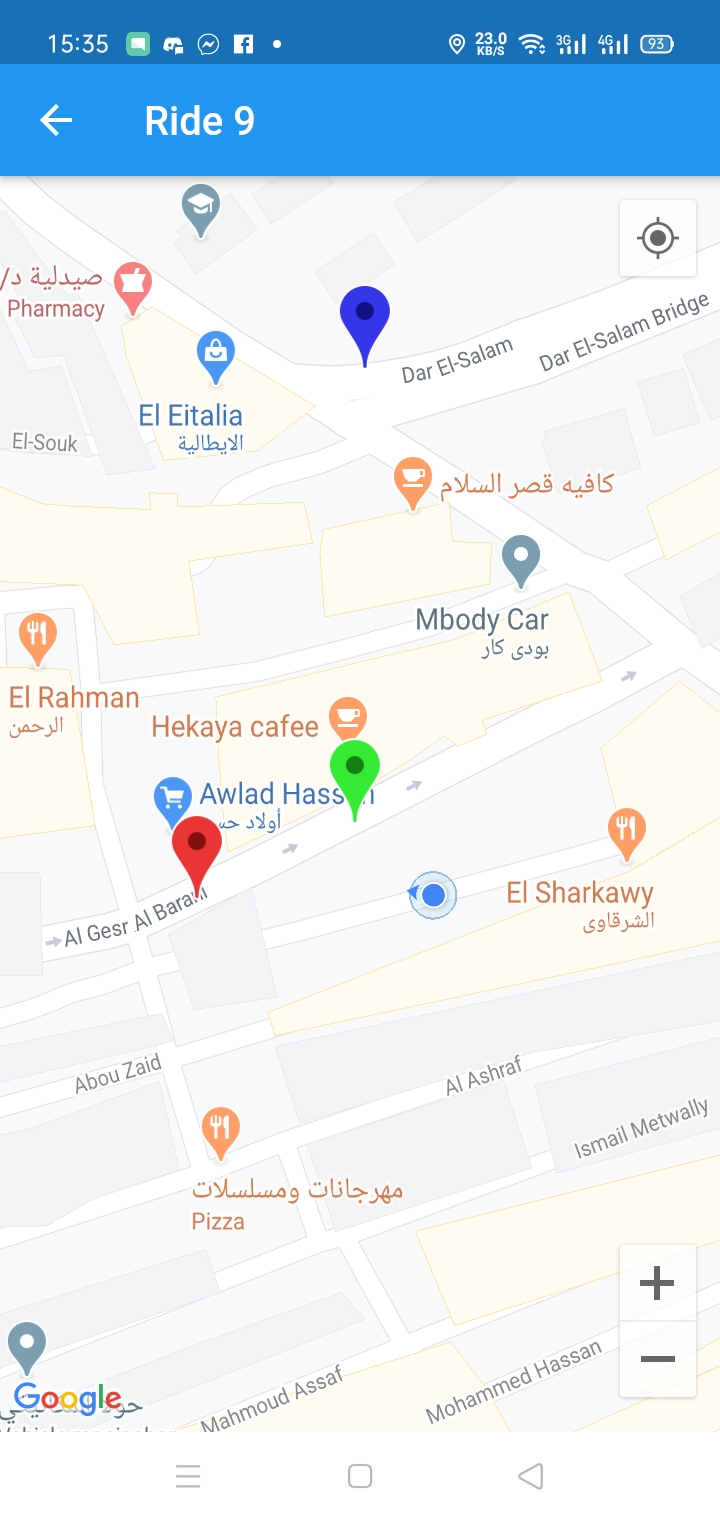 15:35
23.0
KB/S
3G
4G
93
Ride 9
صيدلية د/
Pharmacy
Dar El-Salam Bridge
Dar El-Salam
El Eitalia
الايطالية
El-Souk
كافيه قصر السلام
Mbody Car
بودى كار
El Rahman
الرحمن
Hekaya cafee
Awlad Hassan
أولاد
El Sharkawy
الشرقاوى
Al Gesr Al Barani
Abou Zaid
Al Ashraf
Ismail Metwally
مهرجانات ومسلسلات
Pizza
Mohammed Hassan
Mahmoud Assaf
Google